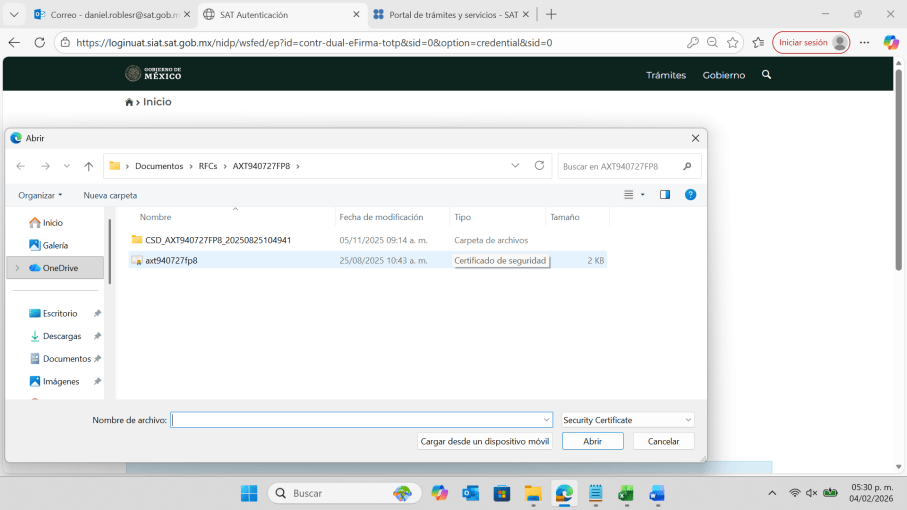 Correo - daniel.roblesr@sat.gob.m
SAT Autenticación
Portal de trámites y servicios - SAT
https://loginuat.siat.sat.gob.mx/nidp/wsfed/ep?id=contr-dual-eFirma-totp&sid=0&option=credential&sid=0
Iniciar sesión
GOBIERNO DE
MÉXICO
Trámites Gobierno
Inicio
Abrir
Documentos > RFCs > AXT940727FP8 >
Buscar en AXT940727FP8
Organizar
Nueva carpeta
Inicio
Galería
OneDrive
Escritorio
Descargas
Documentos
Imágenes
Nombre Fecha de modificación Tipo Tamaño
CSD_AXT940727FP8_20250825104941 05/11/2025 09:14 a. m. Carpeta de archivos
axt940727fp8 25/08/2025 10:43 a. m. Certificado de seguridad 2 KB
Nombre de archivo:
Security Certificate
Cargar desde un dispositivo móvil
Abrir
Cancelar
Buscar
05:30 p. m.
04/02/2026